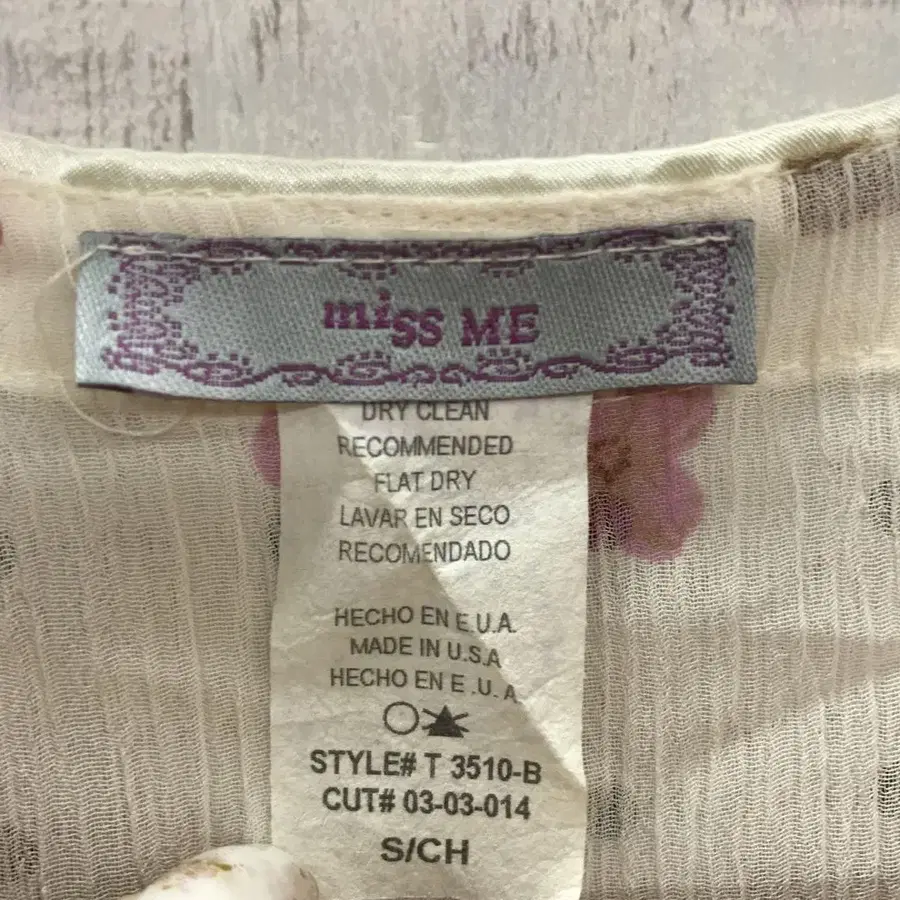 miss ME
DRY CLEAN
RECOMMENDED
FLAT DRY
LAVAR EN SECO
RECOMENDADO
HECHO EN E.U.A.
MADE IN U.S.A
HECHO EN E .U. A
STYLE# T 3510-B
CUT# 03-03-014
S/CH